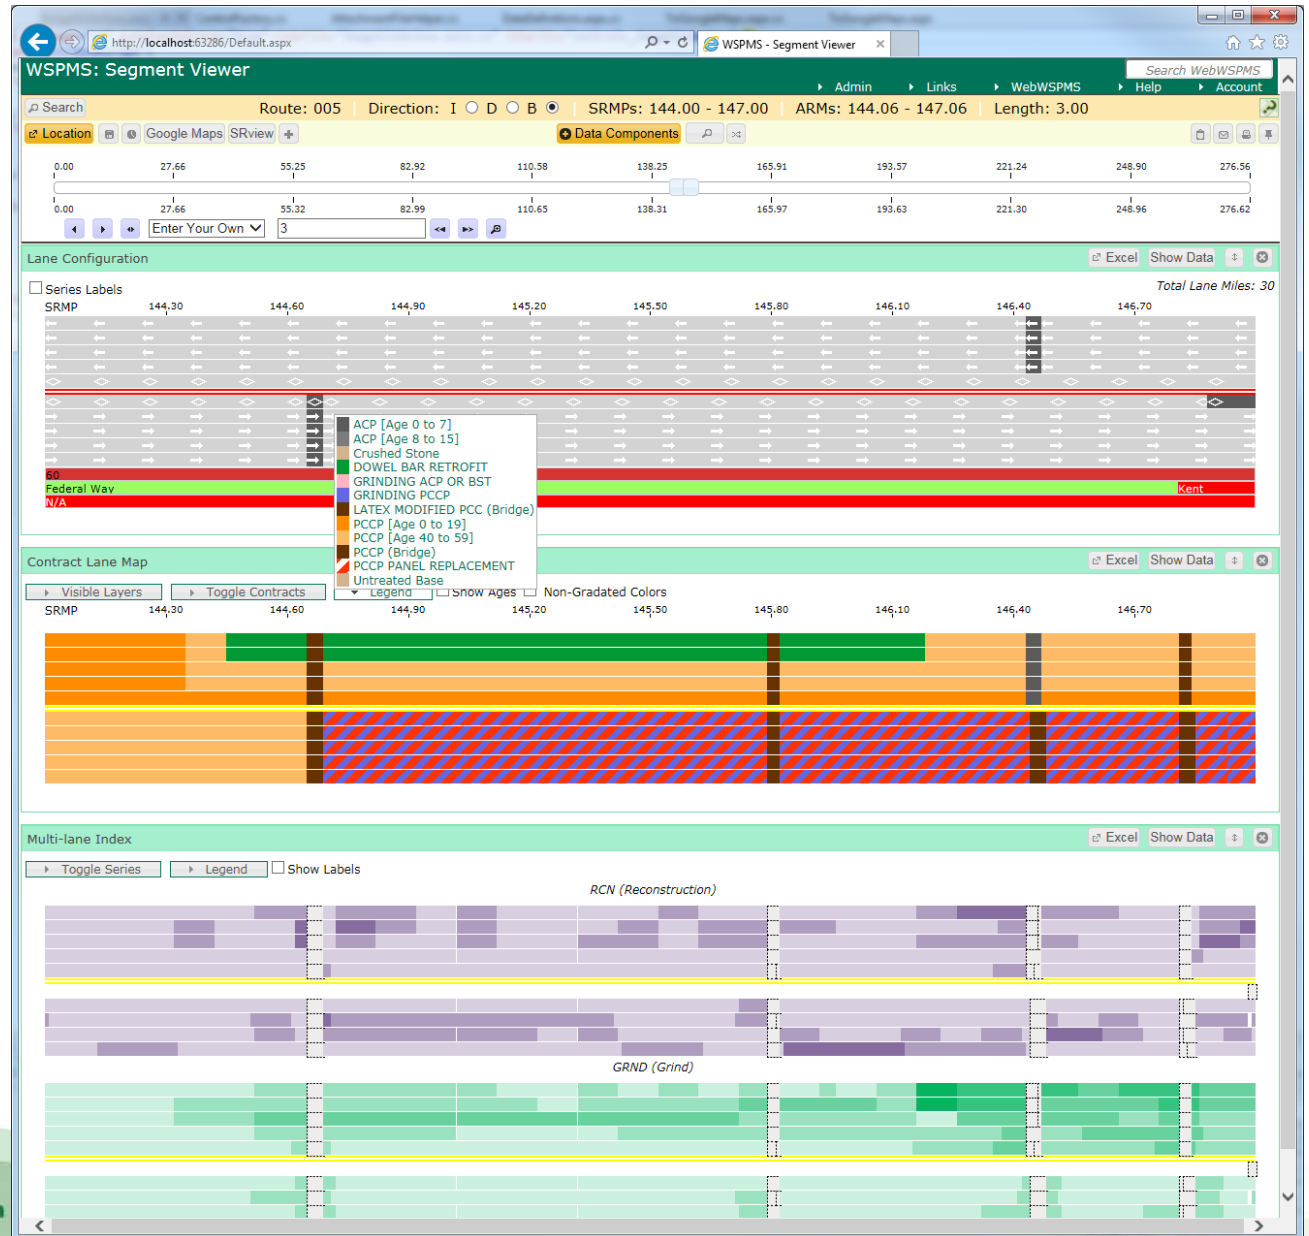 http://localhost:63286/Default.aspx
WSPMS - Segment Viewer
WSPMS: Segment Viewer
Search WebWSPMS
Admin Links WebWSPMS Help Account
Search Route: 005 Direction: I D B SRMPs: 144.00 - 147.00 ARMs: 144.06 - 147.06 Length: 3.00
Location Google Maps SRview Data Components
0.00 27.66 55.25 82.92 110.58 138.25 165.91 193.57 221.24 248.90 276.56
0.00 27.66 55.32 82.99 110.65 138.31 165.97 193.63 221.30 248.96 276.62
Enter Your Own 3
Lane Configuration Excel Show Data
Series Labels Total Lane Miles: 30
SRMP 144.30 144.60 144.90 145.20 145.50 145.80 146.10 146.40 146.70
ACP [Age 0 to 7]
ACP [Age 8 to 15]
Crushed Stone
DOWEL BAR RETROFIT
GRINDING ACP OR BST
GRINDING PCCP
LATEX MODIFIED PCC (Bridge)
PCCP [Age 0 to 19]
PCCP [Age 40 to 59]
PCCP (Bridge)
PCCP PANEL REPLACEMENT
Untreated Base
60
Federal Way Kent
N/A
Contract Lane Map Excel Show Data
Visible Layers Toggle Contracts Legend Show Ages Non-Gradated Colors
SRMP 144.30 144.60 144.90 145.20 145.50 145.80 146.10 146.40 146.70
Multi-lane Index Excel Show Data
Toggle Series Legend Show Labels
RCN (Reconstruction)
GRND (Grind)